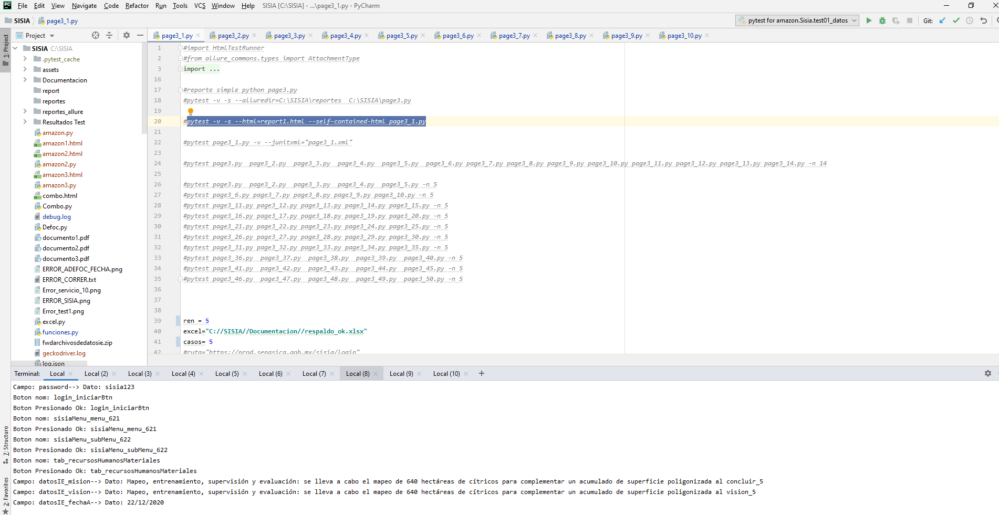 File Edit View Navigate Code Refactor Run Tools VCS Window Help SISIA [C:\SISIA] - ...\page3_1.py - PyCharm
SISIA page3_1.py
pytest for amazon.Sisia.test01_datos Git:
1: Project
Project
page3_1.py page3_2.py page3_3.py page3_4.py page3_5.py page3_6.py page3_7.py page3_8.py page3_9.py page3_10.py
SISIA C:\SISIA
.pytest_cache
assets
Documentacion
report
reportes
reportes_allure
Resultados Test
amazon.py
amazon1.html
amazon2.html
amazon2.py
amazon3.html
amazon3.py
combo.html
Combo.py
debug.log
Defoc.py
documento1.pdf
documento2.pdf
documento3.pdf
ERROR_ADEFOC_FECHA.png
ERROR_CORRER.txt
Error_servicio_10.png
ERROR_SISIA.png
Error_test1.png
excel.py
funciones.py
fwdarchivosdedatosie.zip
geckodriver.log
log.json
1 #import HtmlTestRunner
2 #from allure_commons.types import AttachmentType
3 import ...
16
17 #reporte simple python page3.py
18 #pytest -v -s --alluredir=C:\SISIA\reportes  C:\SISIA\page3.py
19
20 #pytest -v -s --html=report1.html --self-contained-html page3_1.py
21
22 #pytest page3_1.py -v --junitxml="page3_1.xml"
23
24 #pytest page3.py  page3_2.py  page3_3.py  page3_4.py  page3_5.py  page3_6.py page3_7.py page3_8.py page3_9.py page3_10.py page3_11.py page3_12.py page3_13.py page3_14.py -n 14
25
26 #pytest page3.py  page3_2.py  page3_3.py  page3_4.py  page3_5.py -n 5
27 #pytest page3_6.py page3_7.py page3_8.py page3_9.py page3_10.py -n 5
28 #pytest page3_11.py page3_12.py page3_13.py page3_14.py page3_15.py -n 5
29 #pytest page3_16.py page3_17.py page3_18.py page3_19.py page3_20.py -n 5
30 #pytest page3_21.py page3_22.py page3_23.py page3_24.py page3_25.py -n 5
31 #pytest page3_26.py page3_27.py page3_28.py page3_29.py page3_30.py -n 5
32 #pytest page3_31.py page3_32.py page3_33.py page3_34.py page3_35.py -n 5
33 #pytest page3_36.py  page3_37.py  page3_38.py  page3_39.py  page3_40.py -n 5
34 #pytest page3_41.py  page3_42.py  page3_43.py  page3_44.py  page3_45.py -n 5
35 #pytest page3_46.py  page3_47.py  page3_48.py  page3_49.py  page3_50.py -n 5
36
37
38
39 ren = 5
40 excel="C://SISIA//Documentacion//respaldo_ok.xlsx"
41 casos= 5
42 #ruta="https://prod.senasica.gob.mx/sisia/login"
Terminal: Local Local (2) Local (3) Local (4) Local (5) Local (6) Local (7) Local (8) Local (9) Local (10) +
Campo: password--> Dato: sisia123
Boton nom: login_iniciarBtn
Boton Presionado Ok: login_iniciarBtn
Boton nom: sisiaMenu_menu_621
Boton Presionado Ok: sisiaMenu_menu_621
Boton nom: sisiaMenu_subMenu_622
Boton Presionado Ok: sisiaMenu_subMenu_622
Boton nom: tab_recursosHumanosMateriales
Boton Presionado Ok: tab_recursosHumanosMateriales
Campo: datosIE_mision--> Dato: Mapeo, entrenamiento, supervisión y evaluación: se lleva a cabo el mapeo de 640 hectáreas de cítricos para complementar un acumulado de superficie poligonizada al concluir_5
Campo: datosIE_vision--> Dato: Mapeo, entrenamiento, supervisión y evaluación: se lleva a cabo el mapeo de 640 hectáreas de cítricos para complementar un acumulado de superficie poligonizada al vision_5
Campo: datosIE_fechaA--> Dato: 22/12/2020
7: Structure
2: Favorites